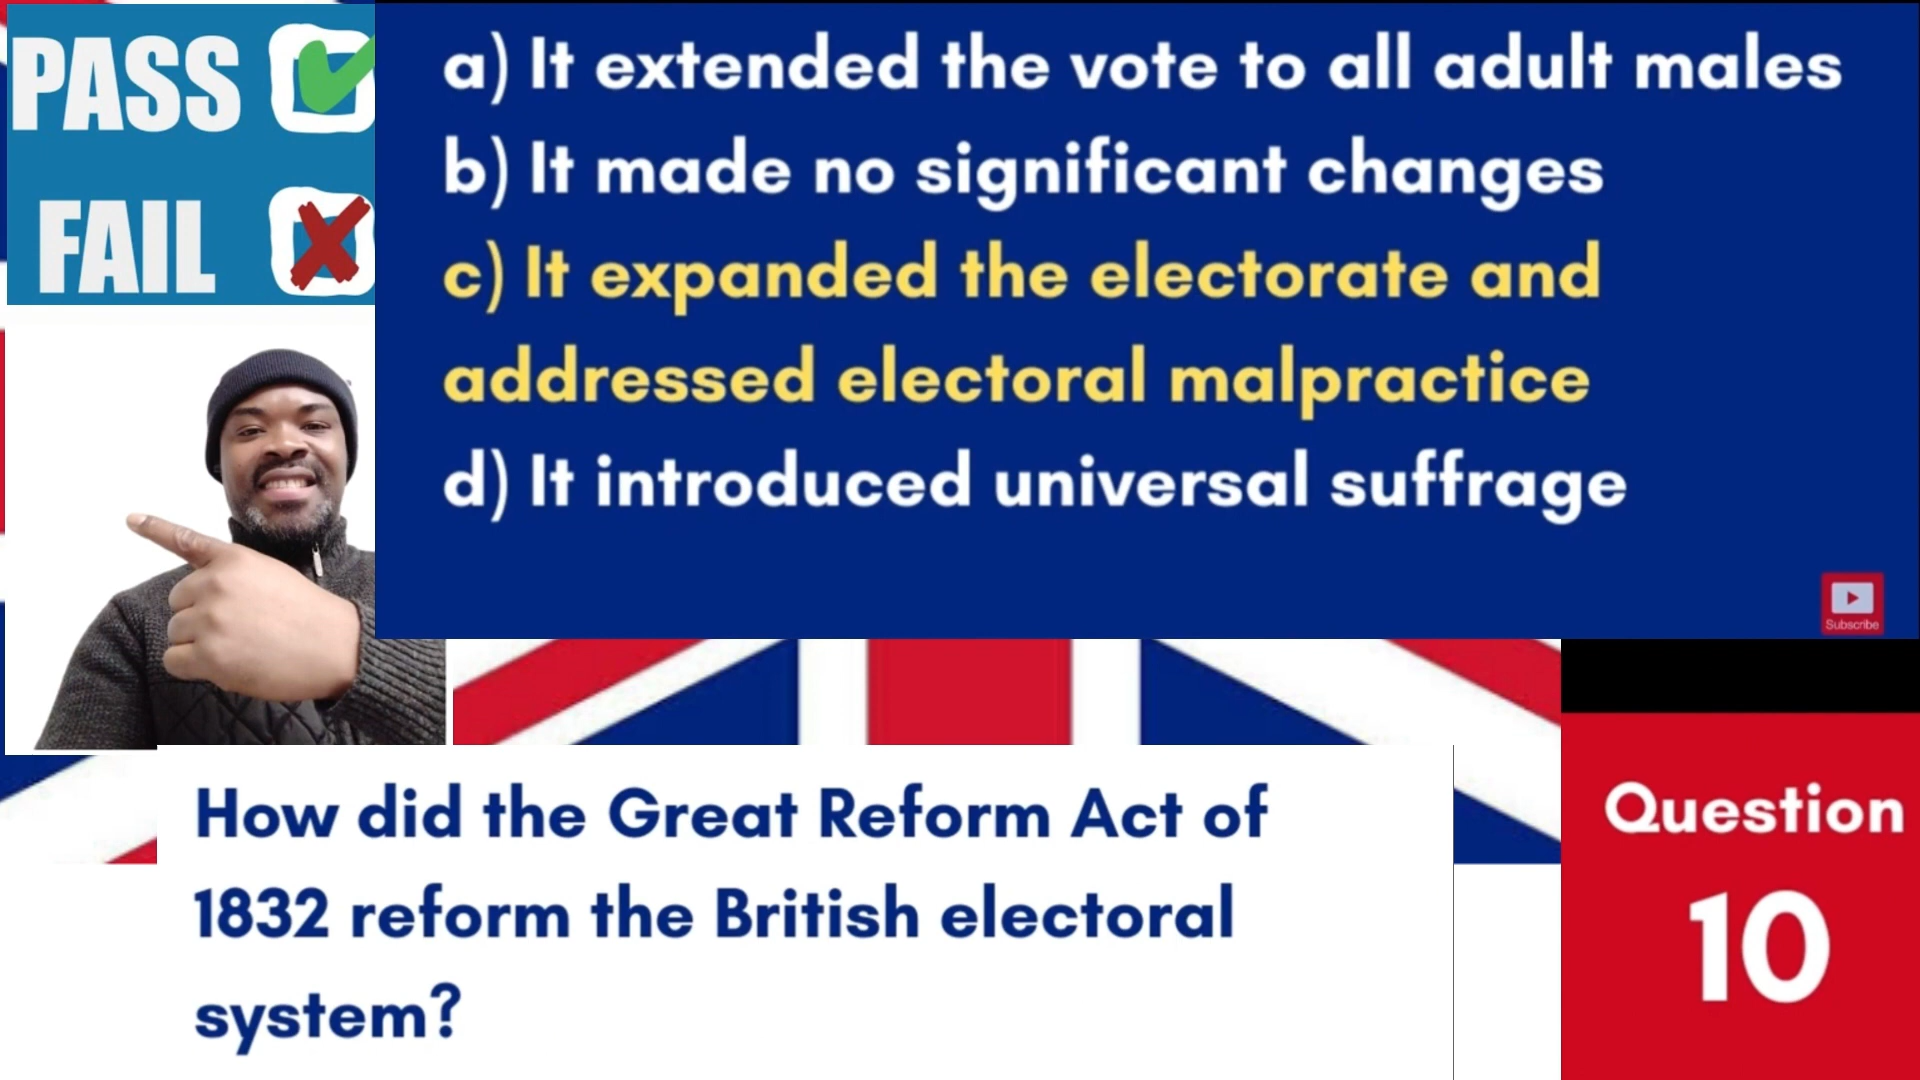 PASS
FAIL
a) It extended the vote to all adult males
b) It made no significant changes
c) It expanded the electorate and
addressed electoral malpractice
d) It introduced universal suffrage
Subscribe
How did the Great Reform Act of
1832 reform the British electoral
system?
Question
10